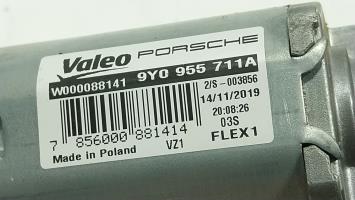 Valeo PORSCHE
W000088141 9Y0 955 711A
2/S-003856
14/11/2019
20:08:26
03S
7 856000 881414 VZ1 FLEX1
Made in Poland